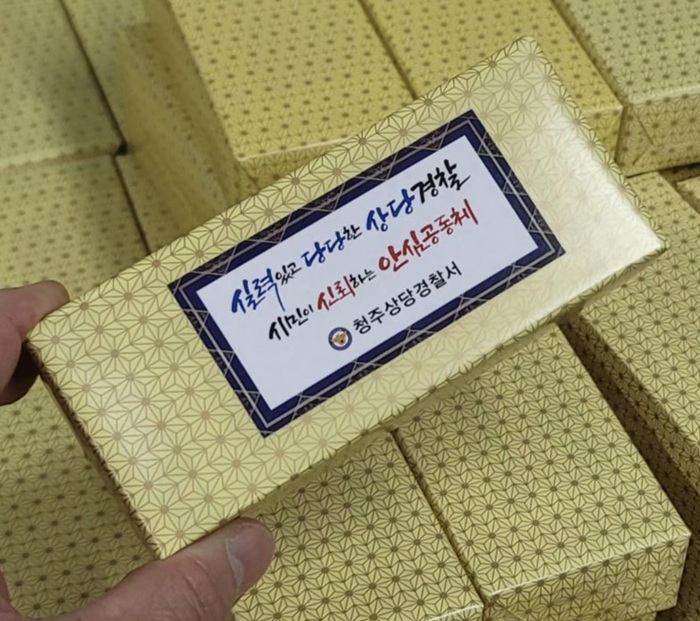 실력있고 당당한 상당경찰
시민이 신뢰하는 안심공동체
청주상당경찰서